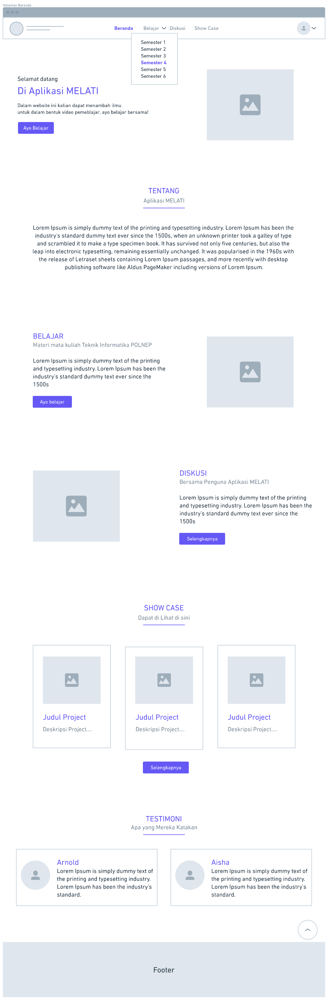 Halaman Beranda
Beranda Belajar Diskusi Show Case
Semester 1
Semester 2
Semester 3
Semester 4
Semester 5
Semester 6
Selamat datang
Di Aplikasi MELATI
Dalam website ini kalian dapat menambah ilmu
untuk dalam bentuk video pemeblajar, ayo belajar bersama!
Ayo Belajar
TENTANG
Aplikasi MELATI
Lorem Ipsum is simply dummy text of the printing and typesetting industry. Lorem Ipsum has been the
industry's standard dummy text ever since the 1500s, when an unknown printer took a galley of type
and scrambled it to make a type specimen book. It has survived not only five centuries, but also the
leap into electronic typesetting, remaining essentially unchanged. It was popularised in the 1960s with
the release of Letraset sheets containing Lorem Ipsum passages, and more recently with desktop
publishing software like Aldus PageMaker including versions of Lorem Ipsum.
BELAJAR
Materi mata kuliah Teknik Informatika POLNEP
Lorem Ipsum is simply dummy text of the printing
and typesetting industry. Lorem Ipsum has been the
industry's standard dummy text ever since the
1500s
Ayo belajar
DISKUSI
Bersama Penguna Aplikasi MELATI
Lorem Ipsum is simply dummy text of the printing
and typesetting industry. Lorem Ipsum has been the
industry's standard dummy text ever since the
1500s
Selengkapnya
SHOW CASE
Dapat di Lihat di sini
Judul Project
Deskripsi Project....
Judul Project
Deskripsi Project....
Judul Project
Deskripsi Project....
Selengkapnya
TESTIMONI
Apa yang Mereka Katakan
Arnold
Lorem Ipsum is simply dummy text of
the printing and typesetting industry.
Lorem Ipsum has been the industry's
standard.
Aisha
Lorem Ipsum is simply dummy text of
the printing and typesetting industry.
Lorem Ipsum has been the industry's
standard.
Footer